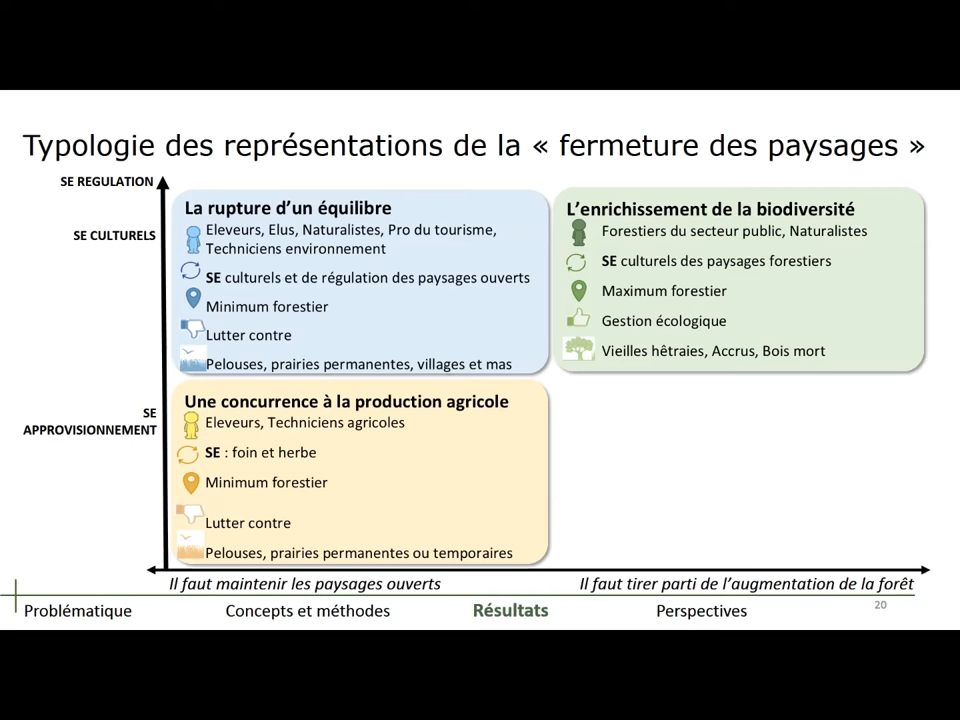 Typologie des représentations de la « fermeture des paysages »
SE REGULATION
SE CULTURELS
SE
APPROVISIONNEMENT
La rupture d’un équilibre
Eleveurs, Elus, Naturalistes, Pro du tourisme,
Techniciens environnement
SE culturels et de régulation des paysages ouverts
Minimum forestier
Lutter contre
Pelouses, prairies permanentes, villages et mas
L’enrichissement de la biodiversité
Forestiers du secteur public, Naturalistes
SE culturels des paysages forestiers
Maximum forestier
Gestion écologique
Vieilles hêtraies, Accrus, Bois mort
Une concurrence à la production agricole
Eleveurs, Techniciens agricoles
SE : foin et herbe
Minimum forestier
Lutter contre
Pelouses, prairies permanentes ou temporaires
Il faut maintenir les paysages ouverts
Il faut tirer parti de l’augmentation de la forêt
Problématique
Concepts et méthodes
Résultats
Perspectives
20